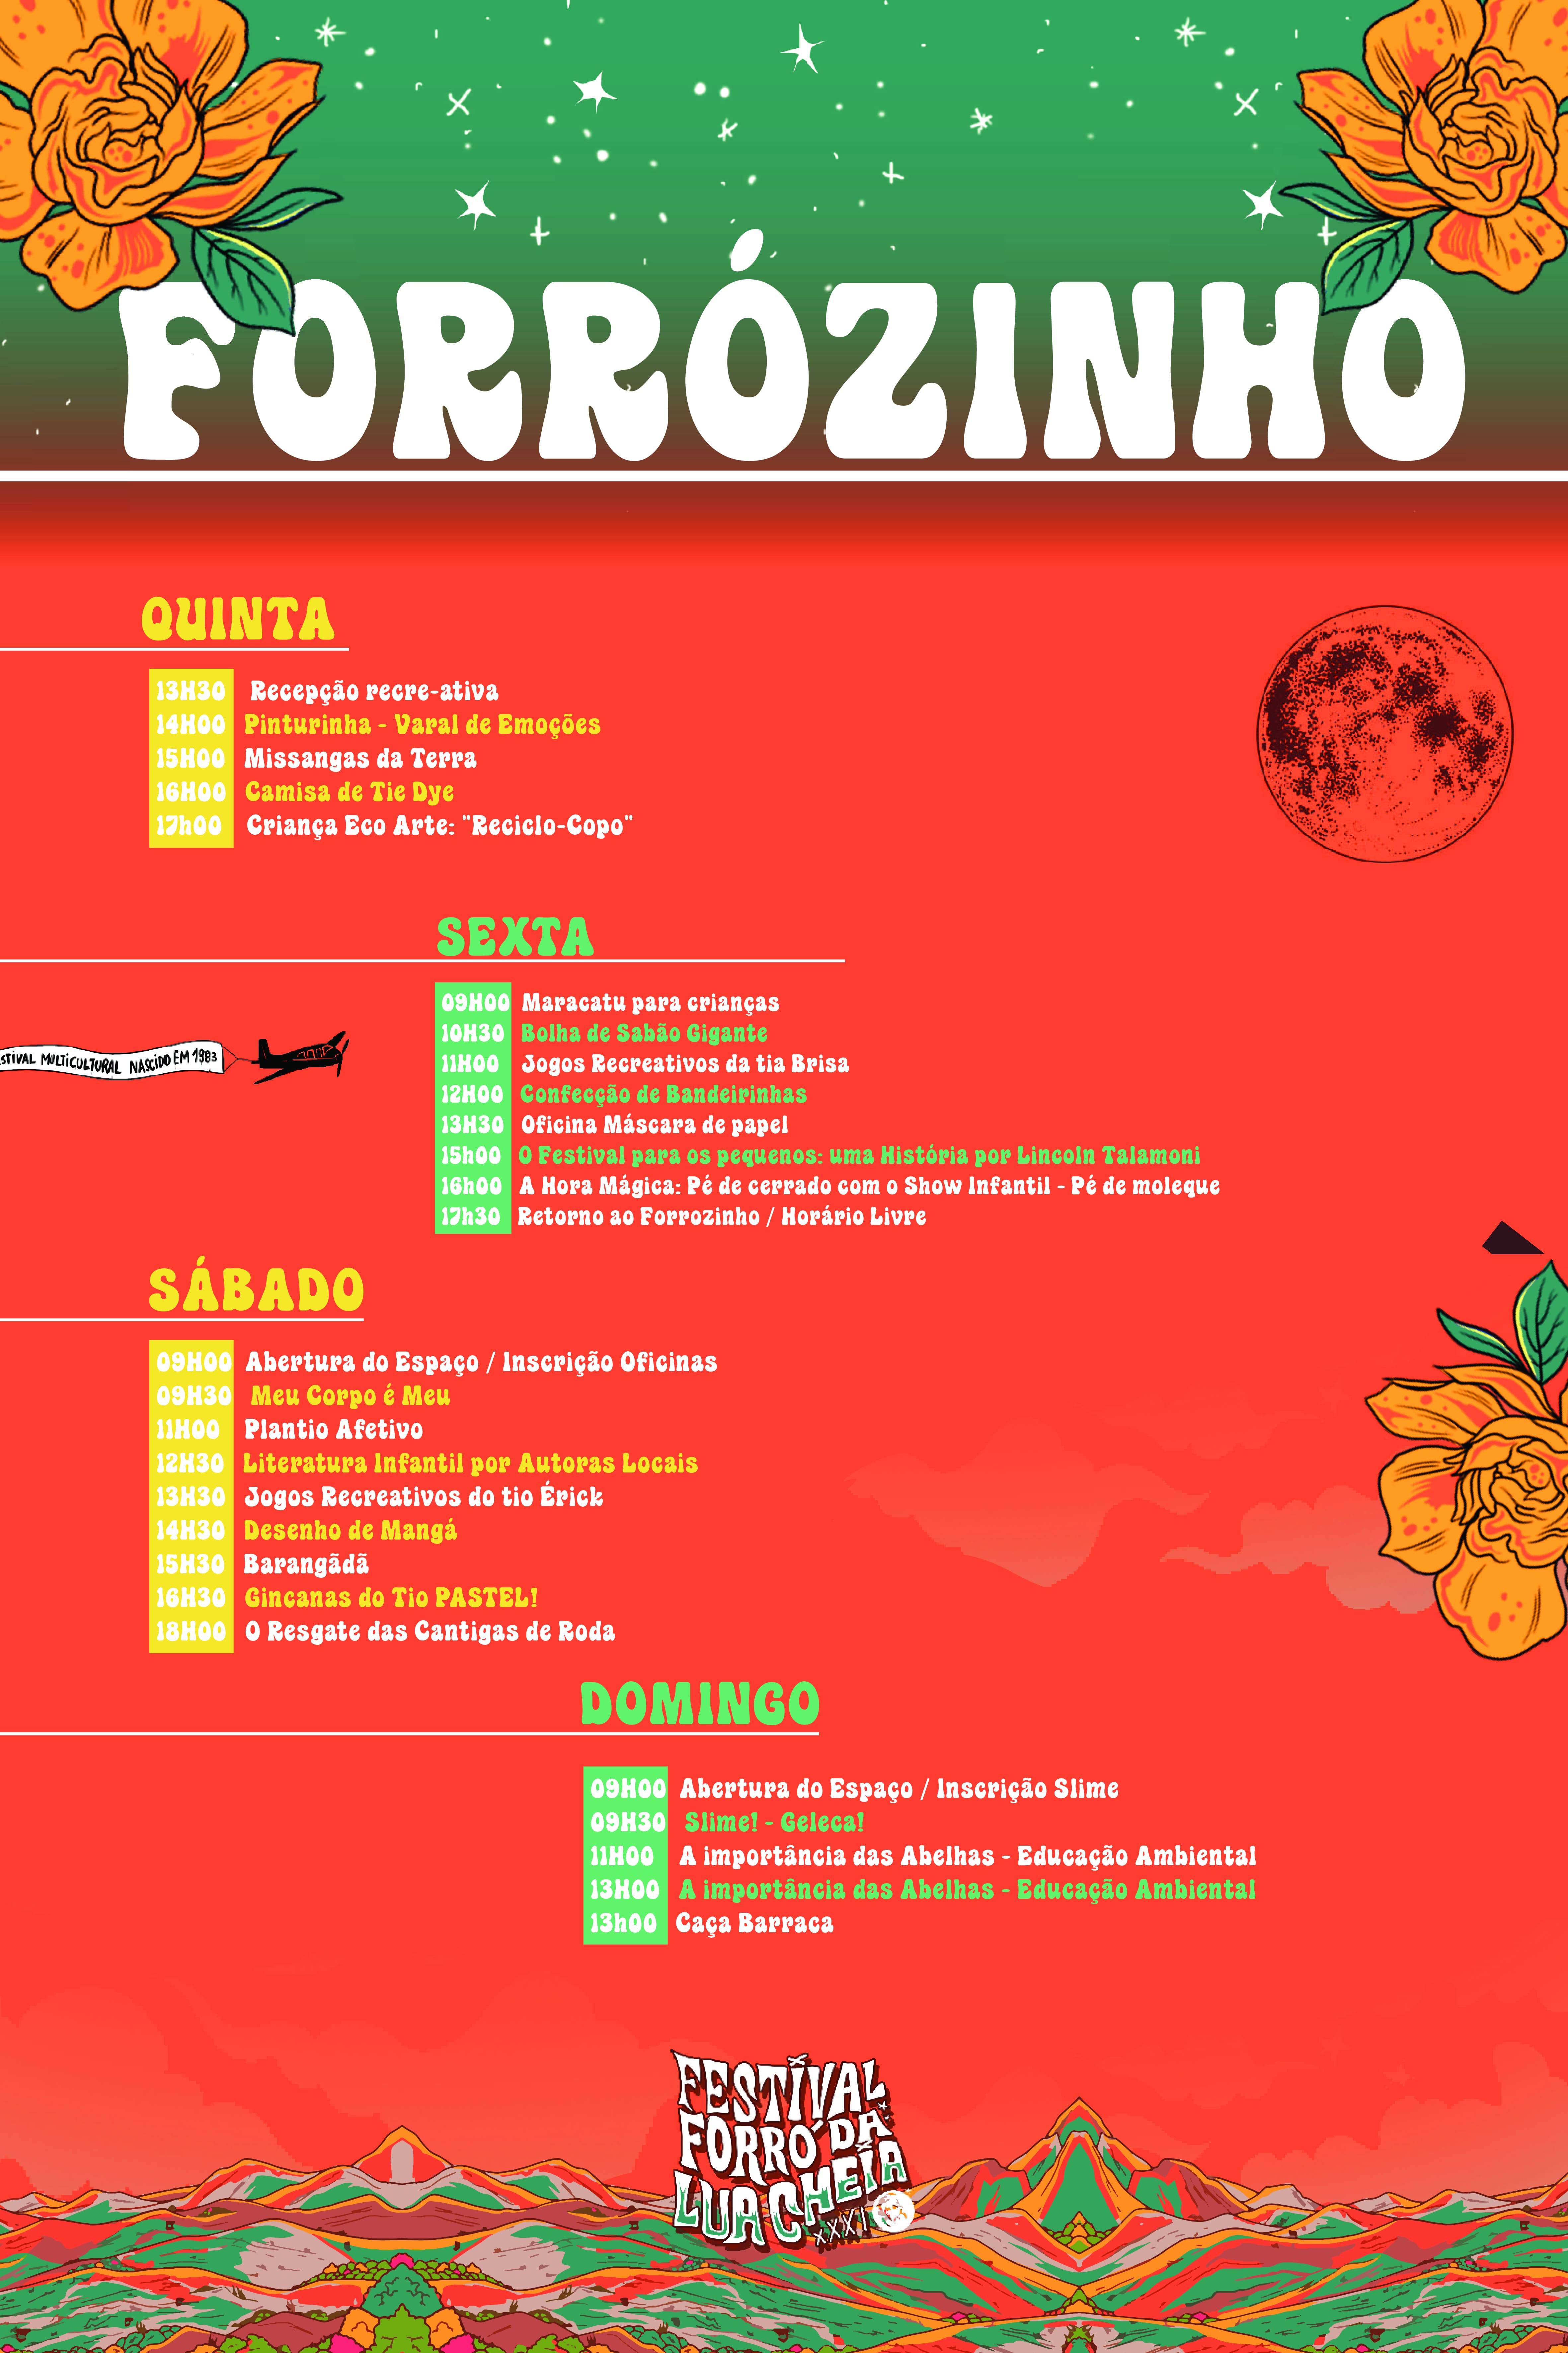 FORRÓZINHO
QUINTA
13H30 Recepção recre-ativa
14H00 Pinturinha - Varal de Emoções
15H00 Missangas da Terra
16H00 Camisa de Tie Dye
17h00 Criança Eco Arte: "Reciclo-Copo"
SEXTA
09H00 Maracatu para crianças
10H30 Bolha de Sabão Gigante
11H00 Jogos Recreativos da tia Brisa
12H00 Confecção de Bandeirinhas
13H30 Oficina Máscara de papel
15h00 O Festival para os pequenos: uma História por Lincoln Talamoni
16h00 A Hora Mágica: Pé de cerrado com o Show Infantil - Pé de moleque
17h30 Retorno ao Forrozinho / Horário Livre
STIVAL MULTICULTURAL NASCIDO EM 1983
SÁBADO
09H00 Abertura do Espaço / Inscrição Oficinas
09H30 Meu Corpo é Meu
11H00 Plantio Afetivo
12H30 Literatura Infantil por Autoras Locais
13H30 Jogos Recreativos do tio Érick
14H30 Desenho de Mangá
15H30 Barangãdã
16H30 Gincanas do Tio PASTEL!
18H00 O Resgate das Cantigas de Roda
DOMINGO
09H00 Abertura do Espaço / Inscrição Slime
09H30 Slime! - Geleca!
11H00 A importância das Abelhas - Educação Ambiental
13H00 A importância das Abelhas - Educação Ambiental
13h00 Caça Barraca
FESTIVAL
FORRÓ DA
LUA CHEIA
XXXI